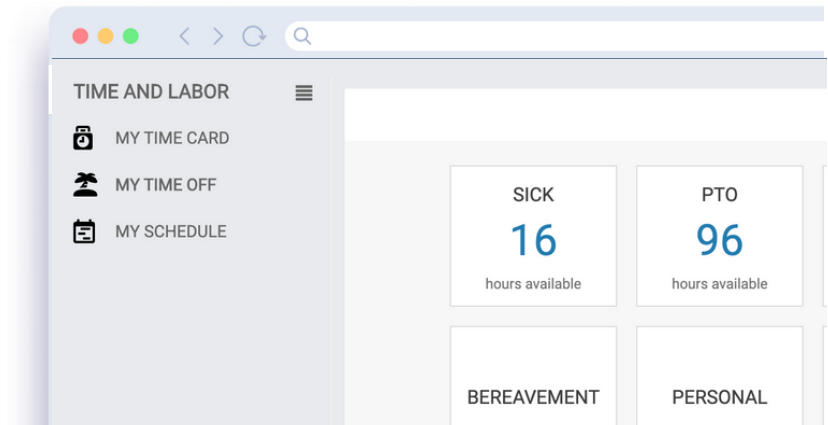 TIME AND LABOR
MY TIME CARD
MY TIME OFF
MY SCHEDULE
SICK
16
hours available
PTO
96
hours available
BEREAVEMENT
PERSONAL